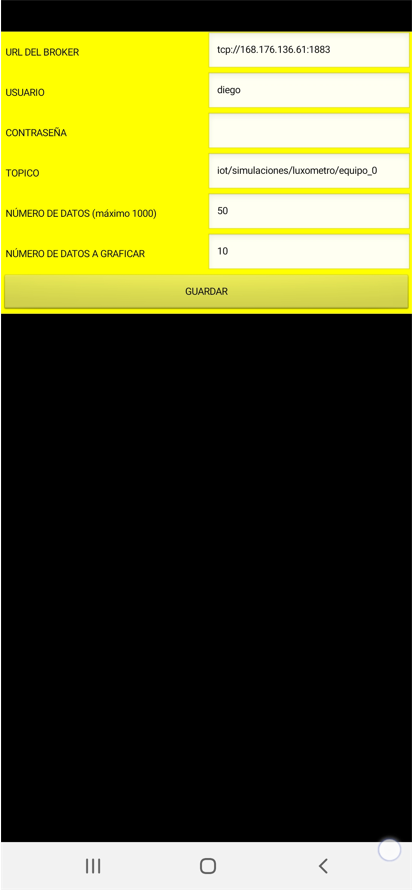 URL DEL BROKER tcp://168.176.136.61:1883
USUARIO diego
CONTRASEÑA
TOPICO iot/simulaciones/luxometro/equipo_0
NÚMERO DE DATOS (máximo 1000) 50
NÚMERO DE DATOS A GRAFICAR 10
GUARDAR